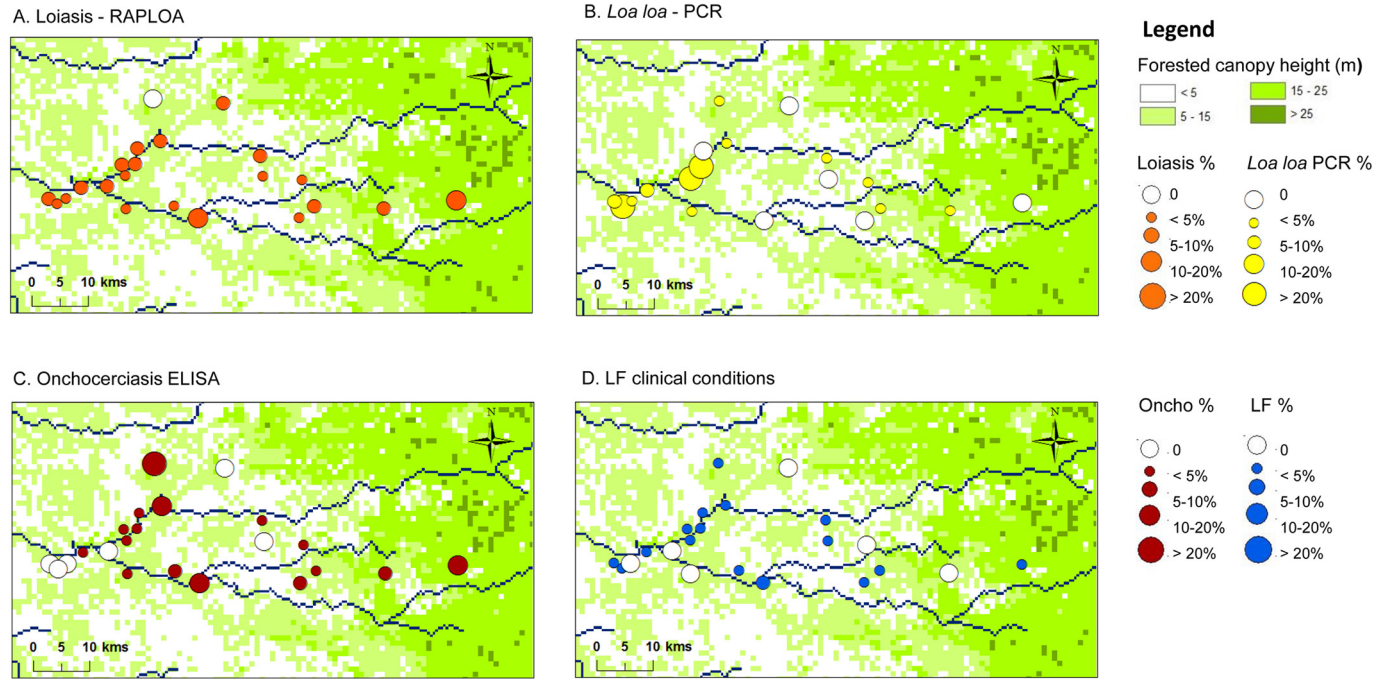 A. Loiasis - RAPLOA
N
0 5 10 kms
B. Loa loa - PCR
N
0 5 10 kms
C. Onchocerciasis ELISA
N
0 5 10 kms
D. LF clinical conditions
N
0 5 10 kms
Legend
Forested canopy height (m)
< 5
15 - 25
5 - 15
> 25
Loiasis %
0
< 5%
5-10%
10-20%
> 20%
Loa loa PCR %
0
< 5%
5-10%
10-20%
> 20%
Oncho %
0
< 5%
5-10%
10-20%
> 20%
LF %
0
< 5%
5-10%
10-20%
> 20%